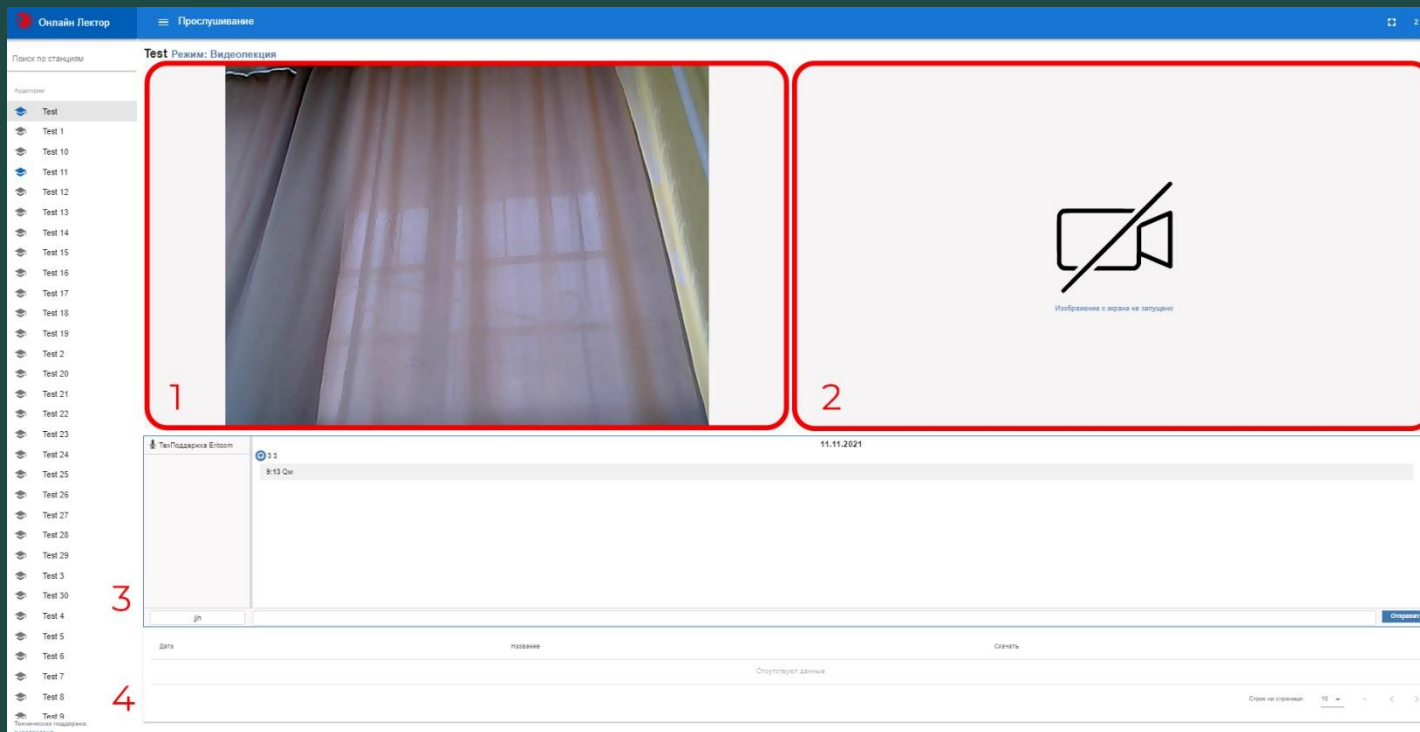 Онлайн Лектор
Прослушивание
2
Поиск по станциям
Test Режим: Видеолекция
Аудитории
Test
Test 1
Test 10
Test 11
Test 12
Test 13
Test 14
Test 15
Test 16
Test 17
Test 18
Test 19
Test 2
Test 20
Test 21
Test 22
Test 23
Test 24
Test 25
Test 26
Test 27
Test 28
Test 29
Test 3
Test 30
Test 4
Test 5
Test 6
Test 7
Test 8
Test 9
Техническая поддержка:
1
2
Изображение с экрана не запущено
ТехПоддержка Eritcom
11.11.2021
3 3
9:13 Qw
3
jjh
Отправит
Дата Название Скачать
Отсутствуют данные
4
Строк на странице: 10 -